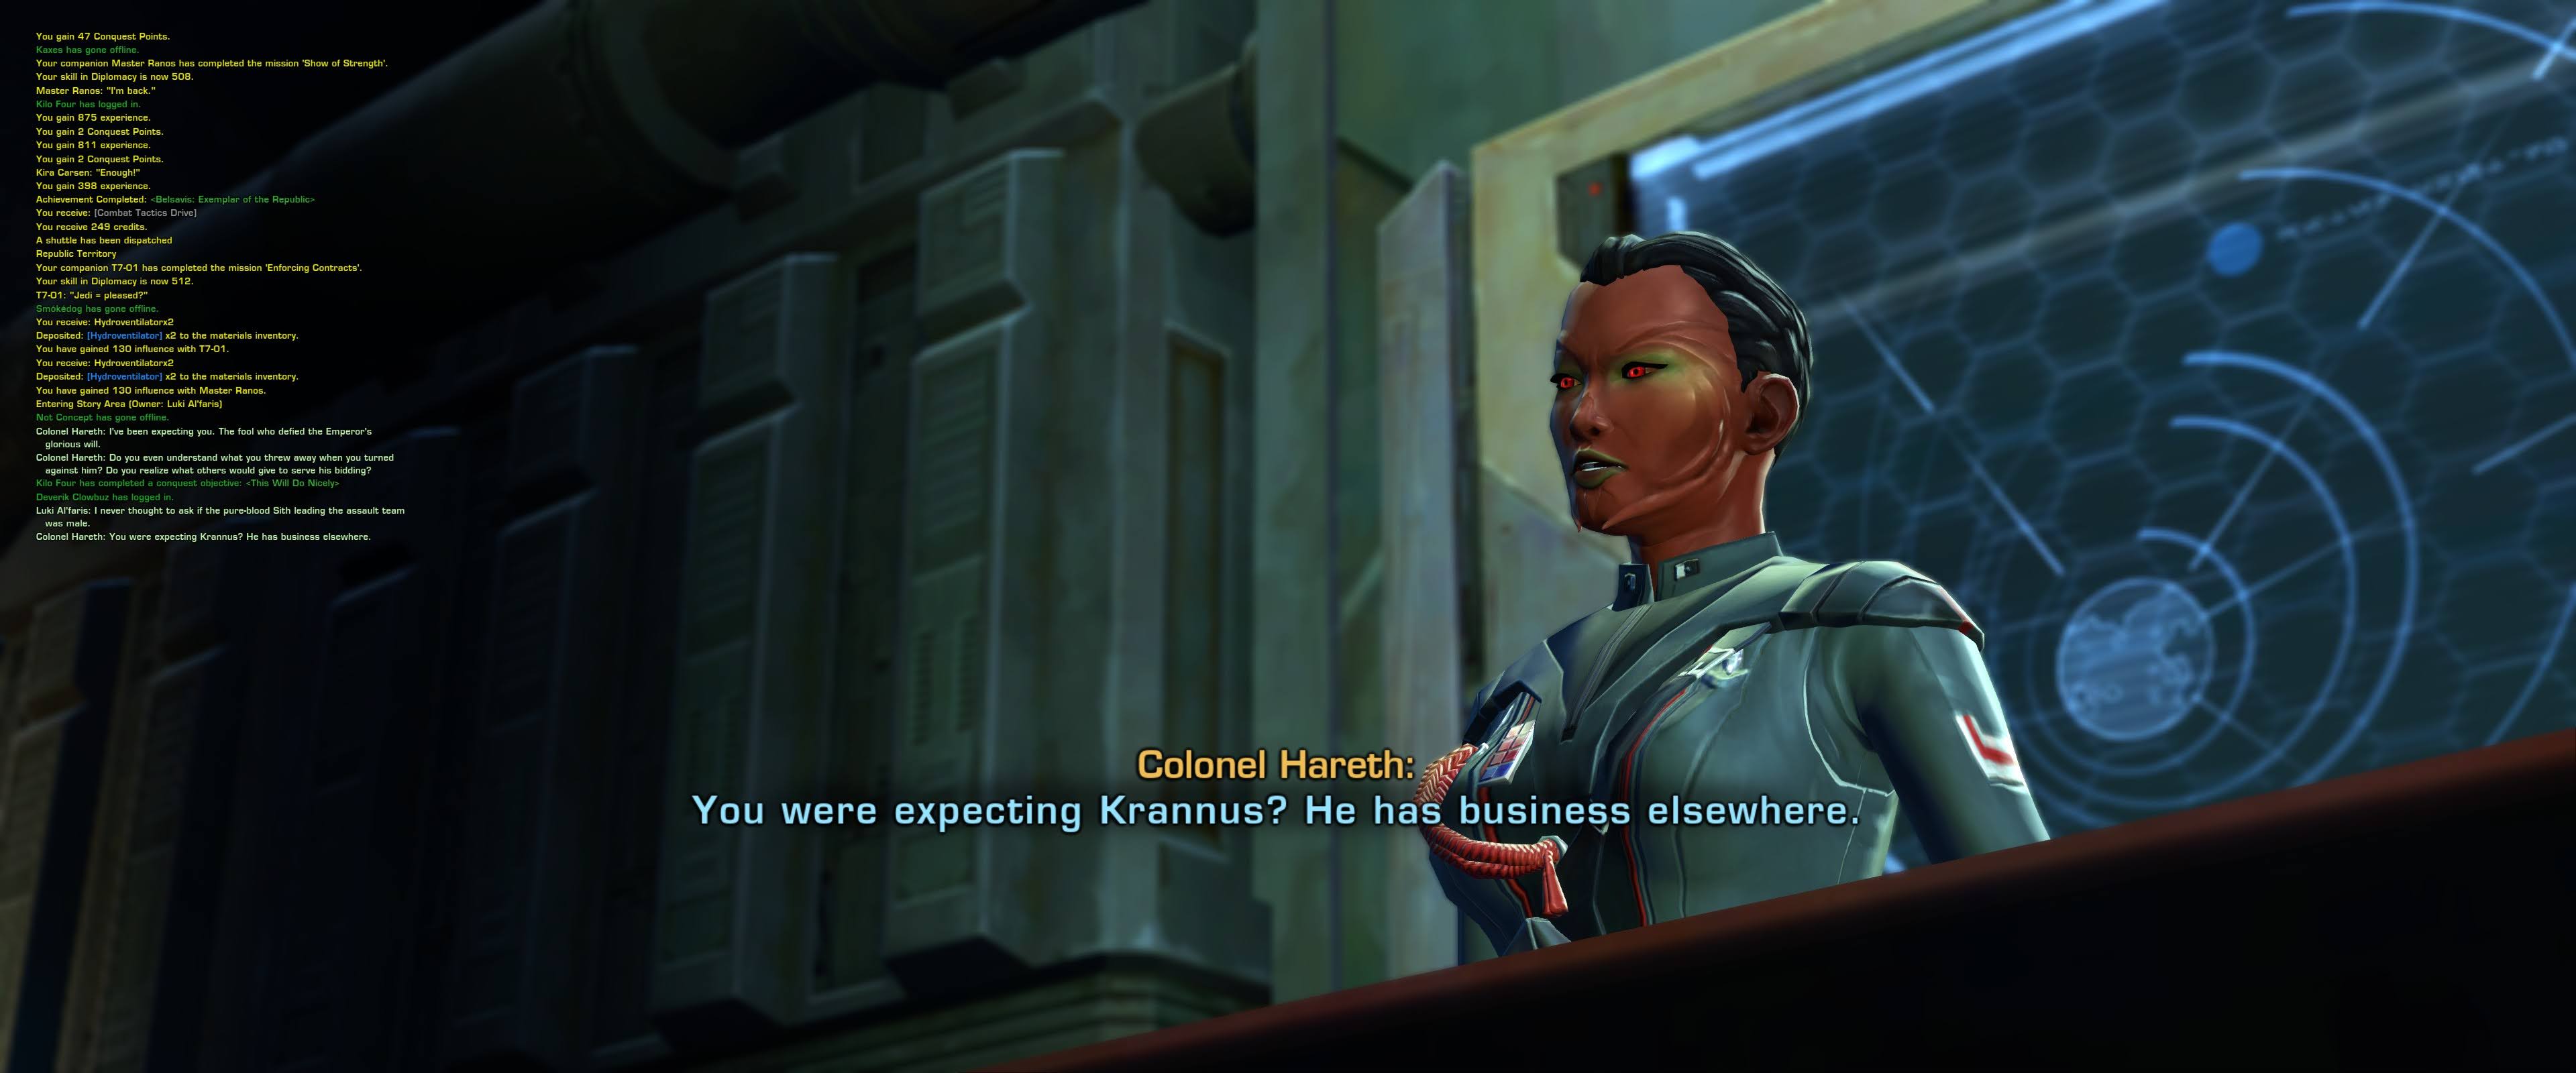 You gain 47 Conquest Points.
Kaxes has gone offline.
Your companion Master Ranos has completed the mission 'Show of Strength'.
Your skill in Diplomacy is now 508.
Master Ranos: "I'm back."
Kilo Four has logged in.
You gain 875 experience.
You gain 2 Conquest Points.
You gain 811 experience.
You gain 2 Conquest Points.
Kira Carsen: "Enough!"
You gain 398 experience.
Achievement Completed: <Belsavis: Exemplar of the Republic>
You receive: [Combat Tactics Drive]
You receive 249 credits.
A shuttle has been dispatched
Republic Territory
Your companion T7-01 has completed the mission 'Enforcing Contracts'.
Your skill in Diplomacy is now 512.
T7-01: "Jedi = pleased?"
Smòkèdog has gone offline.
You receive: Hydroventilatorx2
Deposited: [Hydroventilator] x2 to the materials inventory.
You have gained 130 influence with T7-01.
You receive: Hydroventilatorx2
Deposited: [Hydroventilator] x2 to the materials inventory.
You have gained 130 influence with Master Ranos.
Entering Story Area (Owner: Luki Al'faris)
Not Concept has gone offline.
Colonel Hareth: I've been expecting you. The fool who defied the Emperor's
glorious will.
Colonel Hareth: Do you even understand what you threw away when you turned
against him? Do you realize what others would give to serve his bidding?
Kilo Four has completed a conquest objective: <This Will Do Nicely>
Deverik Clowbuz has logged in.
Luki Al'faris: I never thought to ask if the pure-blood Sith leading the assault team
was male.
Colonel Hareth: You were expecting Krannus? He has business elsewhere.
Colonel Hareth:
You were expecting Krannus? He has business elsewhere.